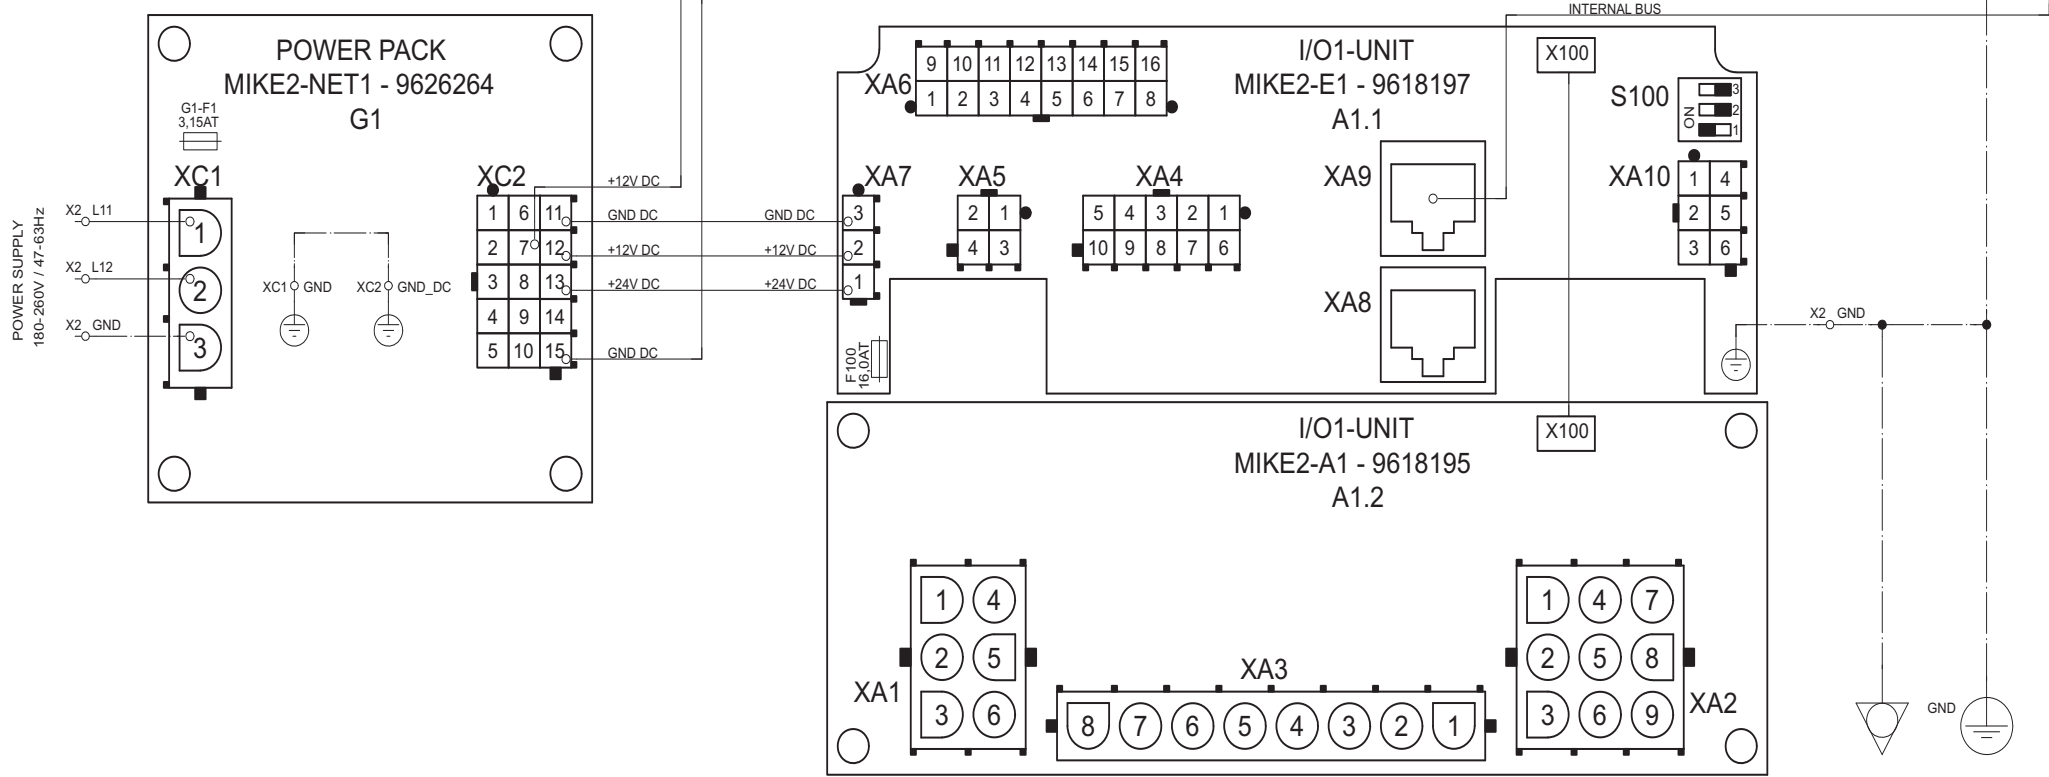 INTERNAL BUS
POWER PACK
MIKE2-NET1 - 9626264
G1
G1-F1
3,15AT
XC1
1
2
3
X2 L11
X2 L12
X2 GND
POWER SUPPLY
180-260V / 47-63Hz
XC1 GND
XC2 GND_DC
XC2
1 6 11
2 7 12
3 8 13
4 9 14
5 10 15
+12V DC
GND DC
+12V DC
+24V DC
GND DC
GND DC
+12V DC
+24V DC
I/O1-UNIT
MIKE2-E1 - 9618197
A1.1
XA6
9 10 11 12 13 14 15 16
1 2 3 4 5 6 7 8
XA7
3
2
1
XA5
2 1
4 3
XA4
5 4 3 2 1
10 9 8 7 6
XA9
XA8
X100
S100
ON
3
2
1
XA10
1 4
2 5
3 6
F100
16,0AT
X2 GND
I/O1-UNIT
MIKE2-A1 - 9618195
A1.2
X100
XA1
1 4
2 5
3 6
XA3
8 7 6 5 4 3 2 1
XA2
1 4 7
2 5 8
3 6 9
GND